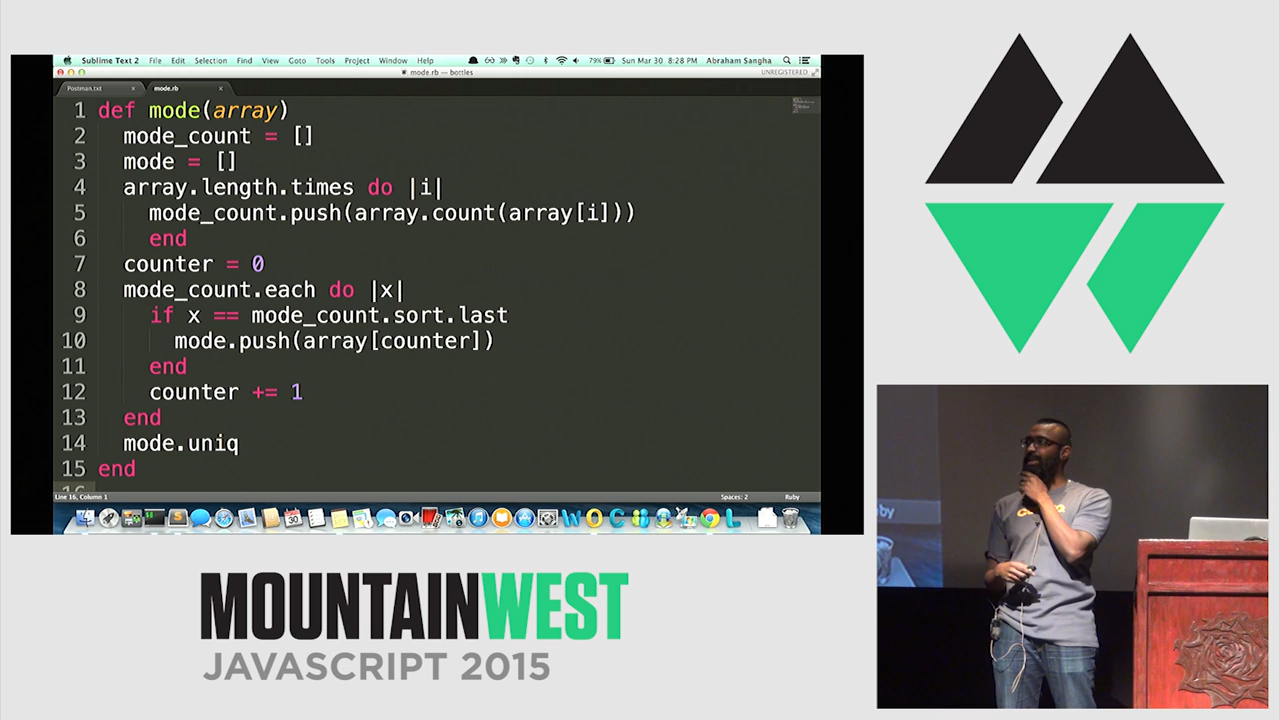 Sublime Text 2 File Edit Selection Find View Goto Tools Project Window Help 79% Sun Mar 30 8:28 PM Abraham Sangha
mode.rb — bottles UNREGISTERED
Postman.txt × mode.rb ×
1 def mode(array)
2 mode_count = []
3 mode = []
4 array.length.times do |i|
5 mode_count.push(array.count(array[i]))
6 end
7 counter = 0
8 mode_count.each do |x|
9 if x == mode_count.sort.last
10 mode.push(array[counter])
11 end
12 counter += 1
13 end
14 mode.uniq
15 end
16
Line 16, Column 1 Spaces: 2 Ruby
MOUNTAINWEST
JAVASCRIPT 2015